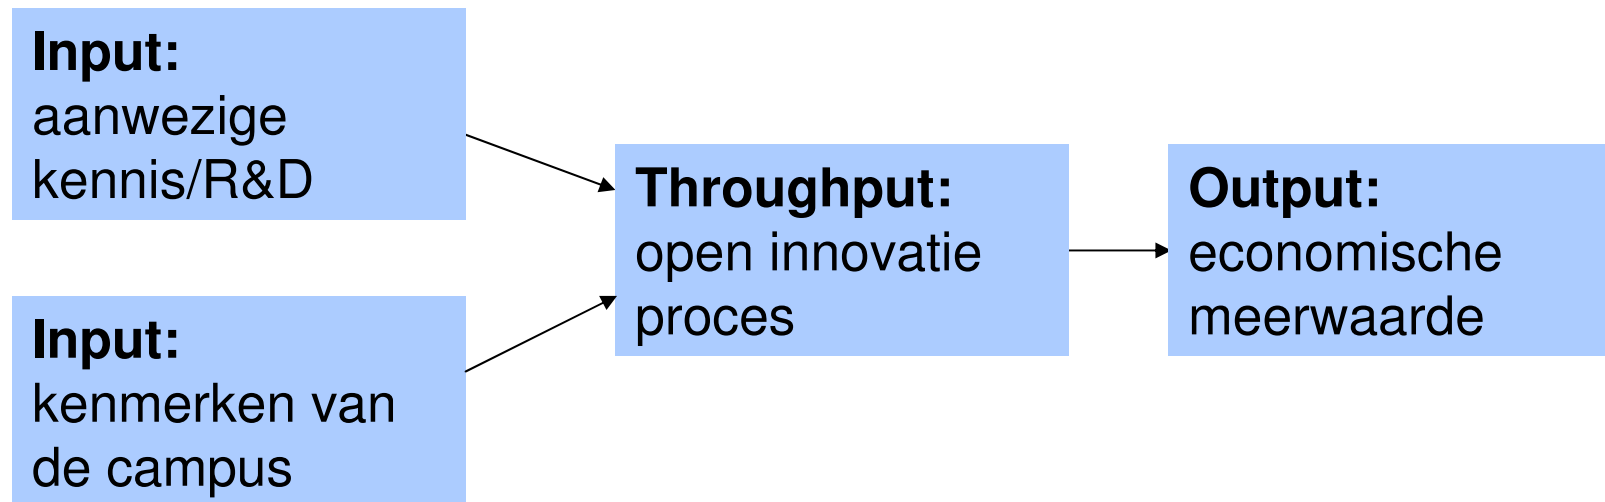 Input:
aanwezige
kennis/R&D
Input:
kenmerken van
de campus
Throughput:
open innovatie
proces
Output:
economische
meerwaarde